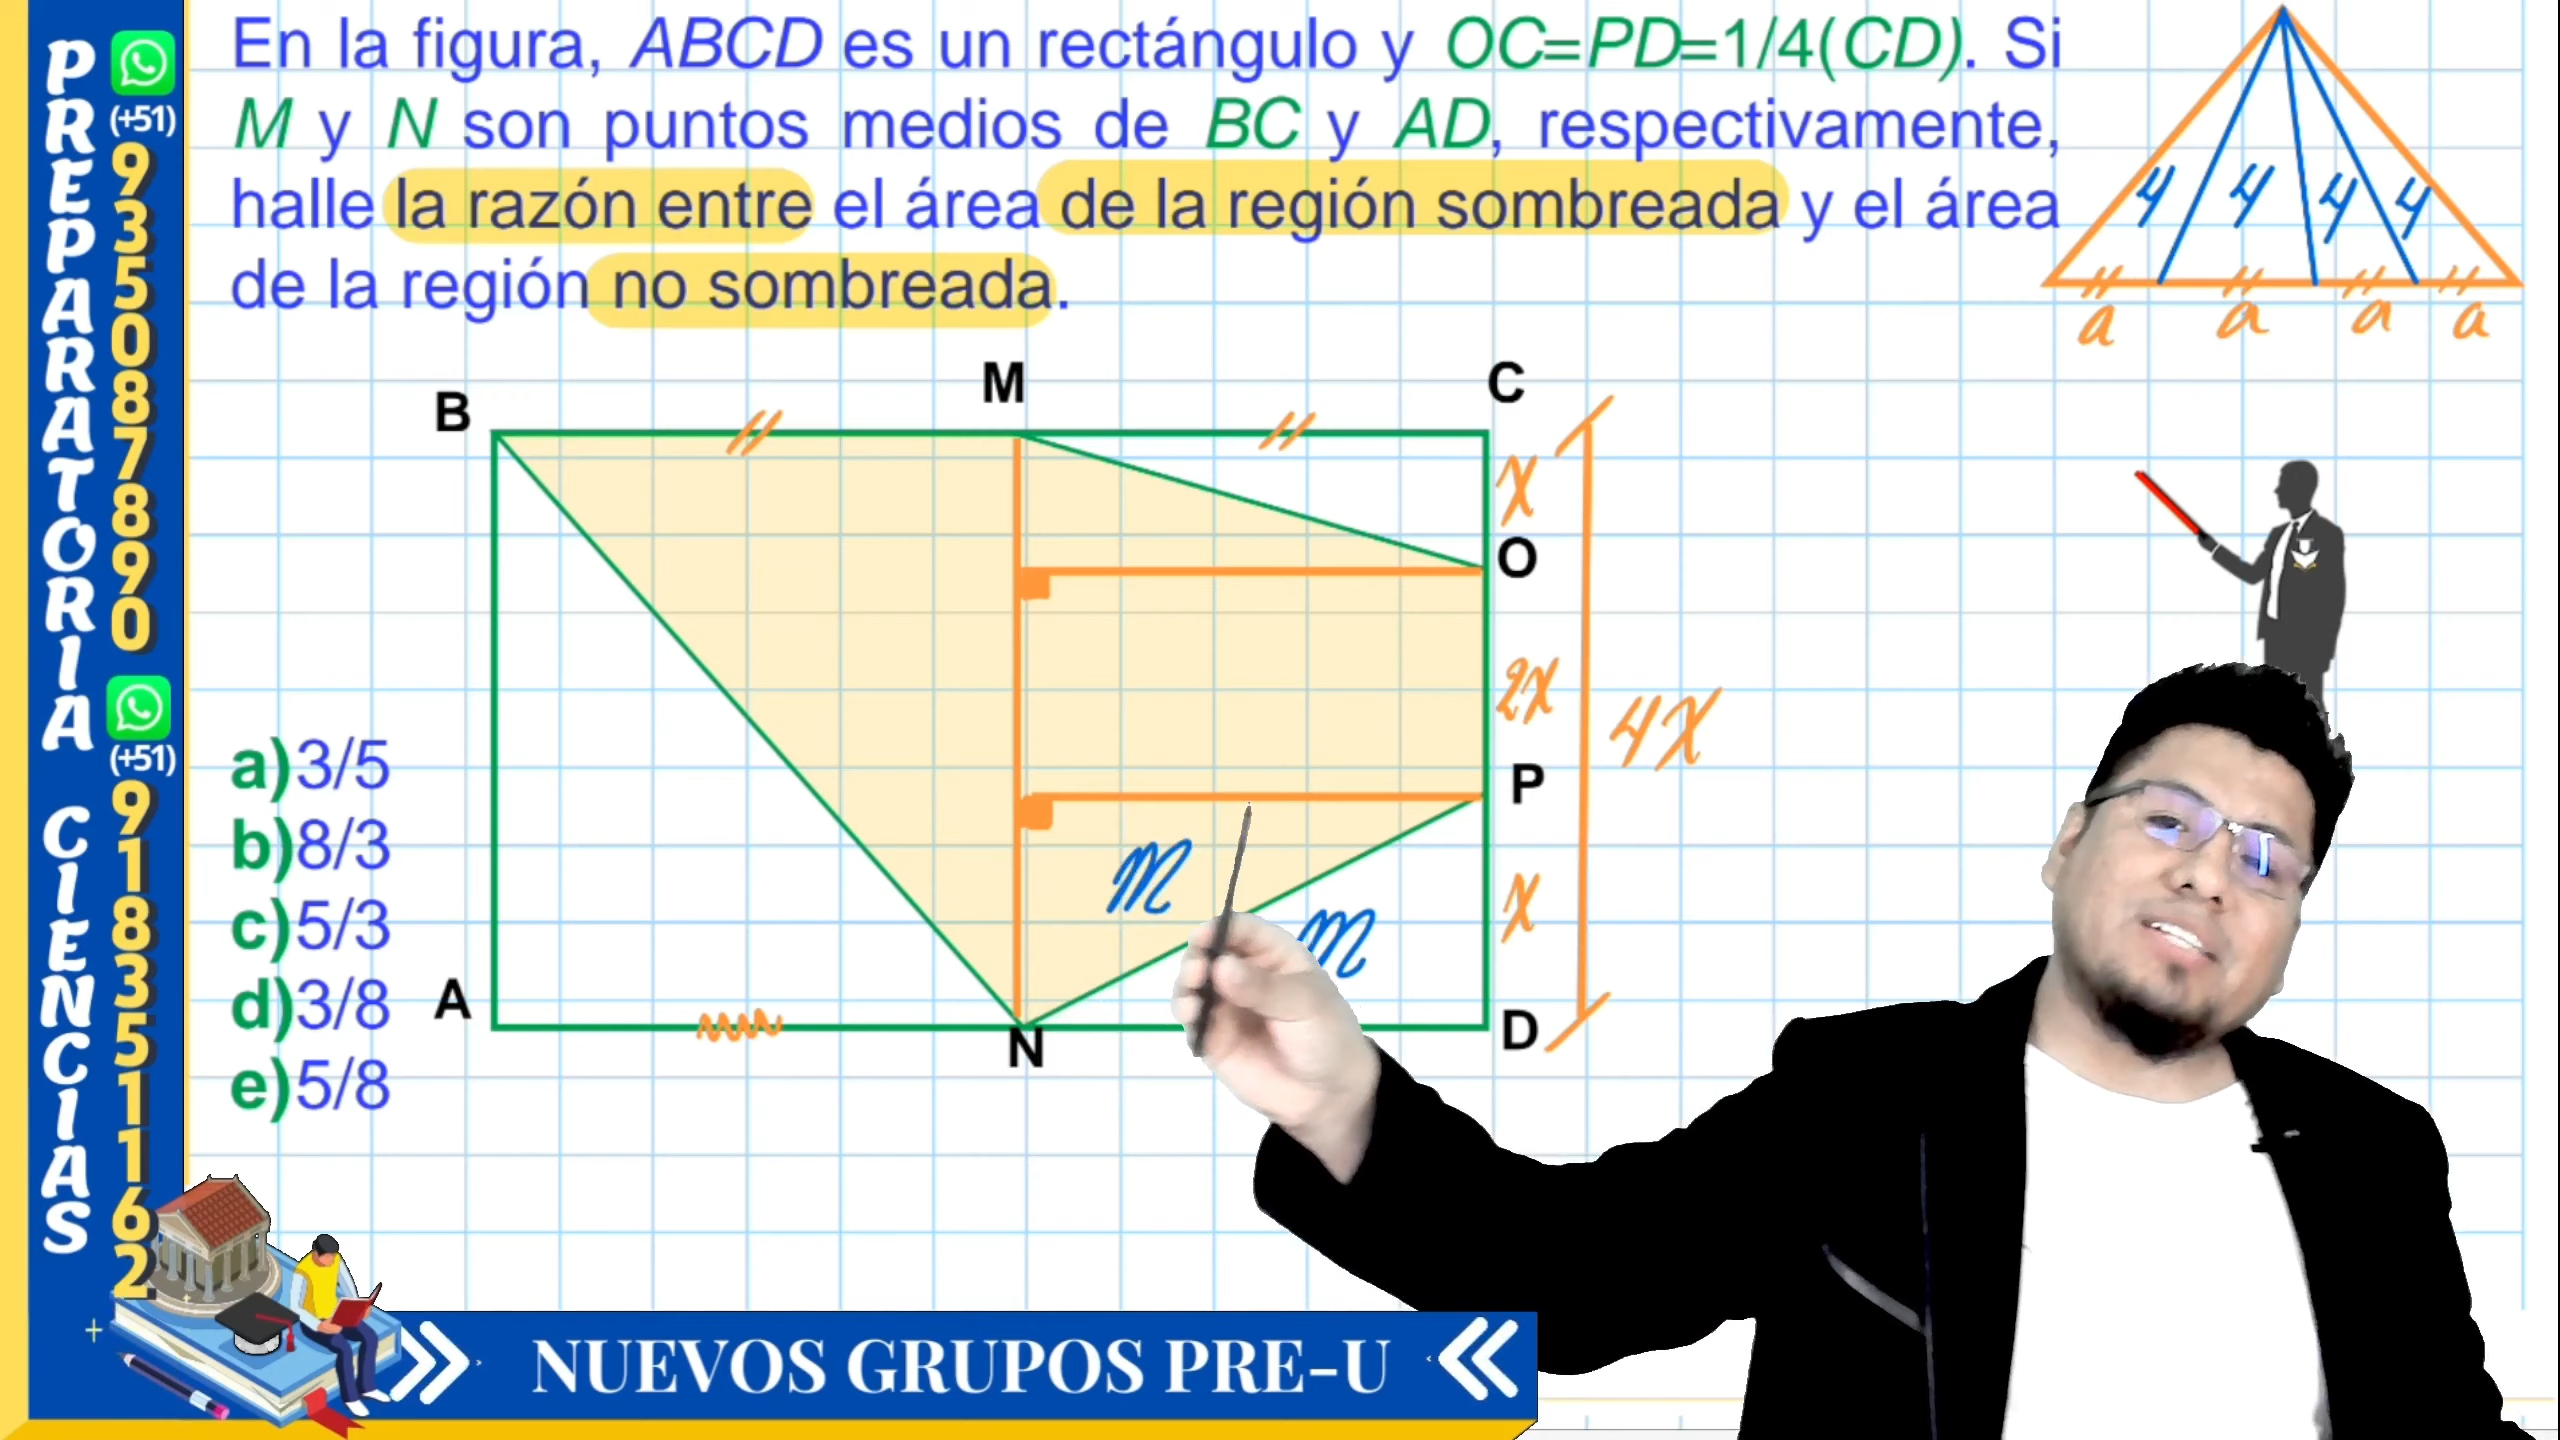 PREPARATORIA CIENCIAS
(+51)
935087890
(+51)
918351162
En la figura, ABCD es un rectángulo y OC=PD=1/4(CD). Si
M y N son puntos medios de BC y AD, respectivamente,
halle la razón entre el área de la región sombreada y el área
de la región no sombreada.
4 4 4 4
a a a a
B
M
C
x
O
2x
4x
P
m
m
x
A
N
D
a)3/5
b)8/3
c)5/3
d)3/8
e)5/8
NUEVOS GRUPOS PRE-U